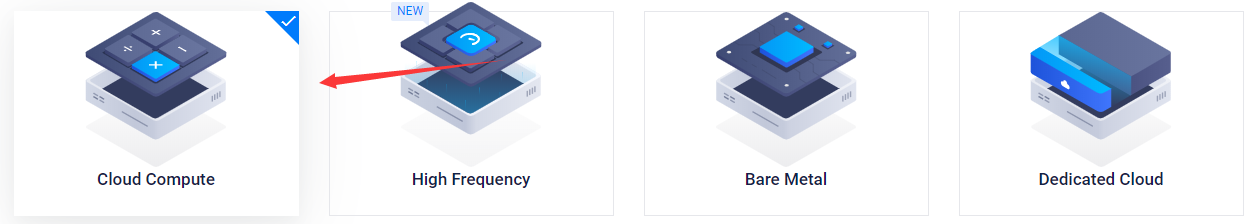 NEW
Cloud Compute
High Frequency
Bare Metal
Dedicated Cloud